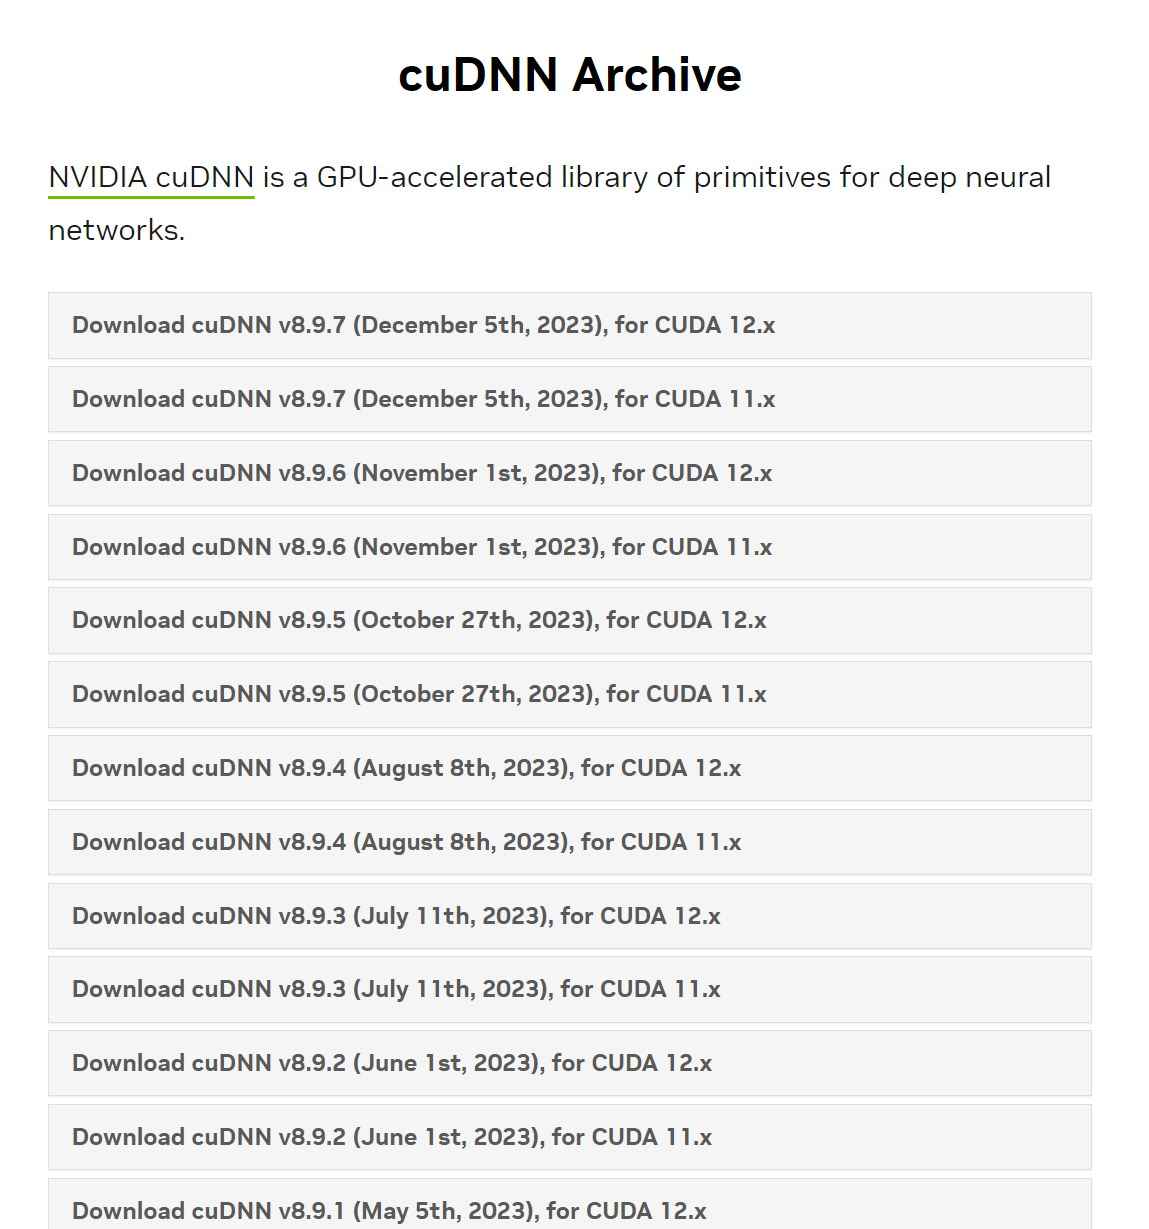 cuDNN Archive
NVIDIA cuDNN is a GPU-accelerated library of primitives for deep neural
networks.
Download cuDNN v8.9.7 (December 5th, 2023), for CUDA 12.x
Download cuDNN v8.9.7 (December 5th, 2023), for CUDA 11.x
Download cuDNN v8.9.6 (November 1st, 2023), for CUDA 12.x
Download cuDNN v8.9.6 (November 1st, 2023), for CUDA 11.x
Download cuDNN v8.9.5 (October 27th, 2023), for CUDA 12.x
Download cuDNN v8.9.5 (October 27th, 2023), for CUDA 11.x
Download cuDNN v8.9.4 (August 8th, 2023), for CUDA 12.x
Download cuDNN v8.9.4 (August 8th, 2023), for CUDA 11.x
Download cuDNN v8.9.3 (July 11th, 2023), for CUDA 12.x
Download cuDNN v8.9.3 (July 11th, 2023), for CUDA 11.x
Download cuDNN v8.9.2 (June 1st, 2023), for CUDA 12.x
Download cuDNN v8.9.2 (June 1st, 2023), for CUDA 11.x
Download cuDNN v8.9.1 (May 5th, 2023), for CUDA 12.x